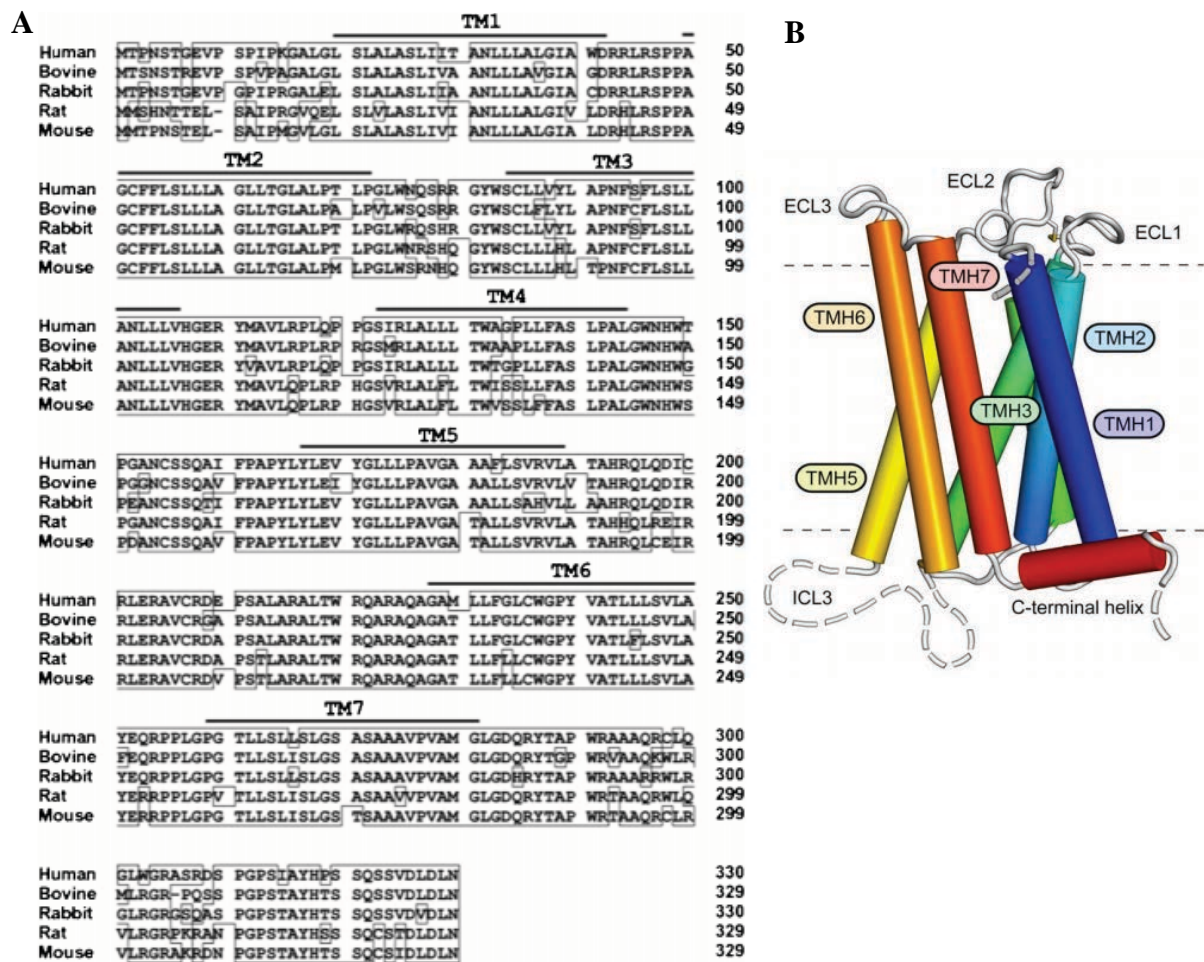 A
B
TM1
Human MTPNSTGEVP SPIPKGALGL SLALASLIIT ANLLLALGIA WDRRLRSPPA 50
Bovine MTSNSTREVP SPVPAGALGL SLALASLIVA ANLLLAVGIA GDRRLRSPPA 50
Rabbit MTPNSTGEVP GPIPRGALEL SLALASLIIA ANLLLALGIA CDRRLRSPPA 50
Rat MMSHNTTEL- SAIPRGVQEL SLVLASLIVI ANLLLALGIV LDRHLRSPPA 49
Mouse MMTPNSTEL- SAIPMGVLGL SLALASLIVI ANLLLALGIA LDRHLRSPPA 49
TM2 TM3
Human GCFFLSLLLA GLLTGLALPT LPGLWNQSRR GYWSCLLVYL APNFSFLSLL 100
Bovine GCFFLSLLLA GLLTGLALPA LPVLWSQSRR GYWSCLFLYL APNFCFLSLL 100
Rabbit GCFFLSLLLA GLLTGLALPT LPGLWRQSHR GYWSCLLVYL APNFSFLSLL 100
Rat GCFFLSLLLA GLLTGLALPT LPGLWNRSHQ GYWSCLLLHL APNFCFLSLL 99
Mouse GCFFLSLLLA GLLTGLALPM LPGLWSRNHQ GYWSCLLLHL TPNFCFLSLL 99
TM4
Human ANLLLVHGER YMAVLRPLQP PGSIRLALLL TWAGPLLFAS LPALGWNHWT 150
Bovine ANLLLVHGER YMAVLRPLRP RGSMRLALLL TWAAPLLFAS LPALGWNHWA 150
Rabbit ANLLLVHGER YVAVLRPLQP PGSIRLALLL TWTGPLLFAS LPALGWNHWG 150
Rat ANLLLVHGER YMAVLQPLRP HGSVRLALFL TWISSLLFAS LPALGWNHWS 149
Mouse ANLLLVHGER YMAVLQPLRP HGSVRLALFL TWVSSLFFAS LPALGWNHWS 149
TM5
Human PGANCSSQAI FPAPYLYLEV YGLLLPAVGA AAFLSVRVLA TAHRQLQDIC 200
Bovine PGGNCSSQAV FPAPYLYLEI YGLLLPAVGA AALLSVRVLV TAHRQLQDIR 200
Rabbit PEANCSSQTI FPAPYLYLEV YGLLLPAVGA AALLSAHVLL AAHRQLQDIR 200
Rat PGANCSSQAI FPAPYLYLEV YGLLLPAVGA TALLSVRVLA TAHHQLREIR 199
Mouse PDANCSSQAV FPAPYLYLEV YGLLLPAVGA TALLSVRVLA TAHRQLCEIR 199
TM6
Human RLERAVCRDE PSALARALTW RQARAQAGAM LLFGLCWGPY VATLLLSVLA 250
Bovine RLERAVCRGA PSALARALTW RQARAQAGAT LLFGLCWGPY VATLLLSVLA 250
Rabbit RLERAVCRDA PSALARALTW RQARAQAGAT LLFGLCWGPY VATLFLSVLA 250
Rat RLERAVCRDA PSTLARALTW RQARAQAGAT LLFLLCWGPY VATLLLSVLA 249
Mouse RLERAVCRDV PSTLARALTW RQARAQAGAT LLFLLCWGPY VATLLLSVLA 249
TM7
Human YEQRPPLGPG TLLSLLSLGS ASAAAVPVAM GLGDQRYTAP WRAAAQRCLQ 300
Bovine FEQRPPLGPG TLLSLISLGS ASAAAVPVAM GLGDQRYTGP WRVAAQKWLR 300
Rabbit YEQRPPLGPG TLLSLLSLGS ASAAAVPVAM GLGDHRYTAP WRAAARRWLR 300
Rat YERRPPLGPV TLLSLISLGS ASAAVVPVAM GLGDQRYTAP WRTAAQRWLQ 299
Mouse YERRPPLGPG TLLSLISLGS TSAAAVPVAM GLGDQRYTAP WRTAAQRCLR 299
Human GLWGRASRDS PGPSIAYHPS SQSSVDLDLN 330
Bovine MLRGR-PQSS PGPSTAYHTS SQSSVDLDLN 329
Rabbit GLRGRGSQAS PGPSTAYHTS SQSSVDVDLN 330
Rat VLRGRPKRAN PGPSTAYHSS SQCSTDLDLN 329
Mouse VLRGRAKRDN PGPSTAYHTS SQCSIDLDLN 329
ECL2
ECL3
ECL1
TMH7
TMH6
TMH2
TMH3
TMH1
TMH5
ICL3
C-terminal helix